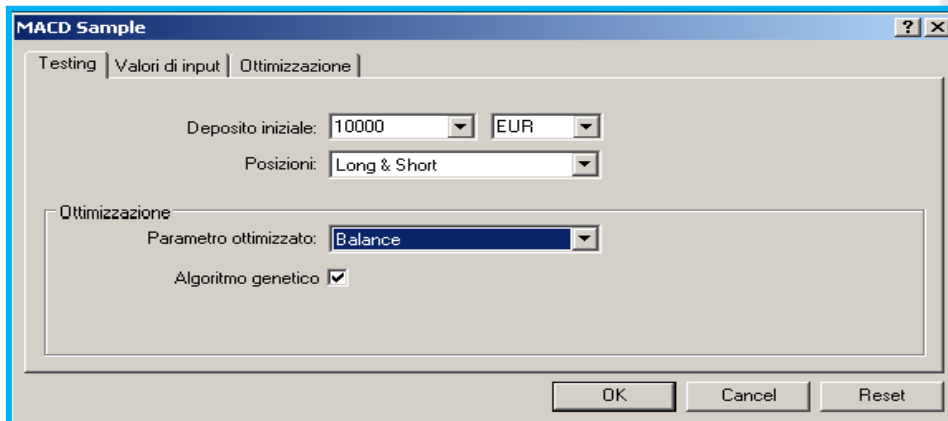 MACD Sample
Testing Valori di input Ottimizzazione
Deposito iniziale: 10000 EUR
Posizioni: Long & Short
Ottimizzazione
Parametro ottimizzato: Balance
Algoritmo genetico
OK Cancel Reset